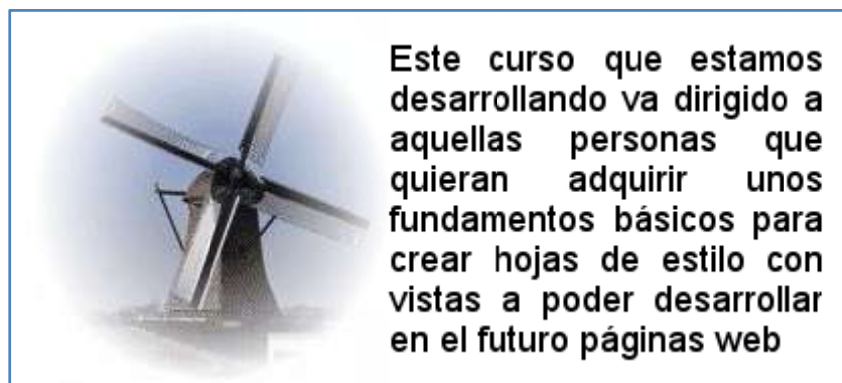 Este curso que estamos
desarrollando va dirigido a
aquellas personas que
quieran adquirir unos
fundamentos básicos para
crear hojas de estilo con
vistas a poder desarrollar
en el futuro páginas web